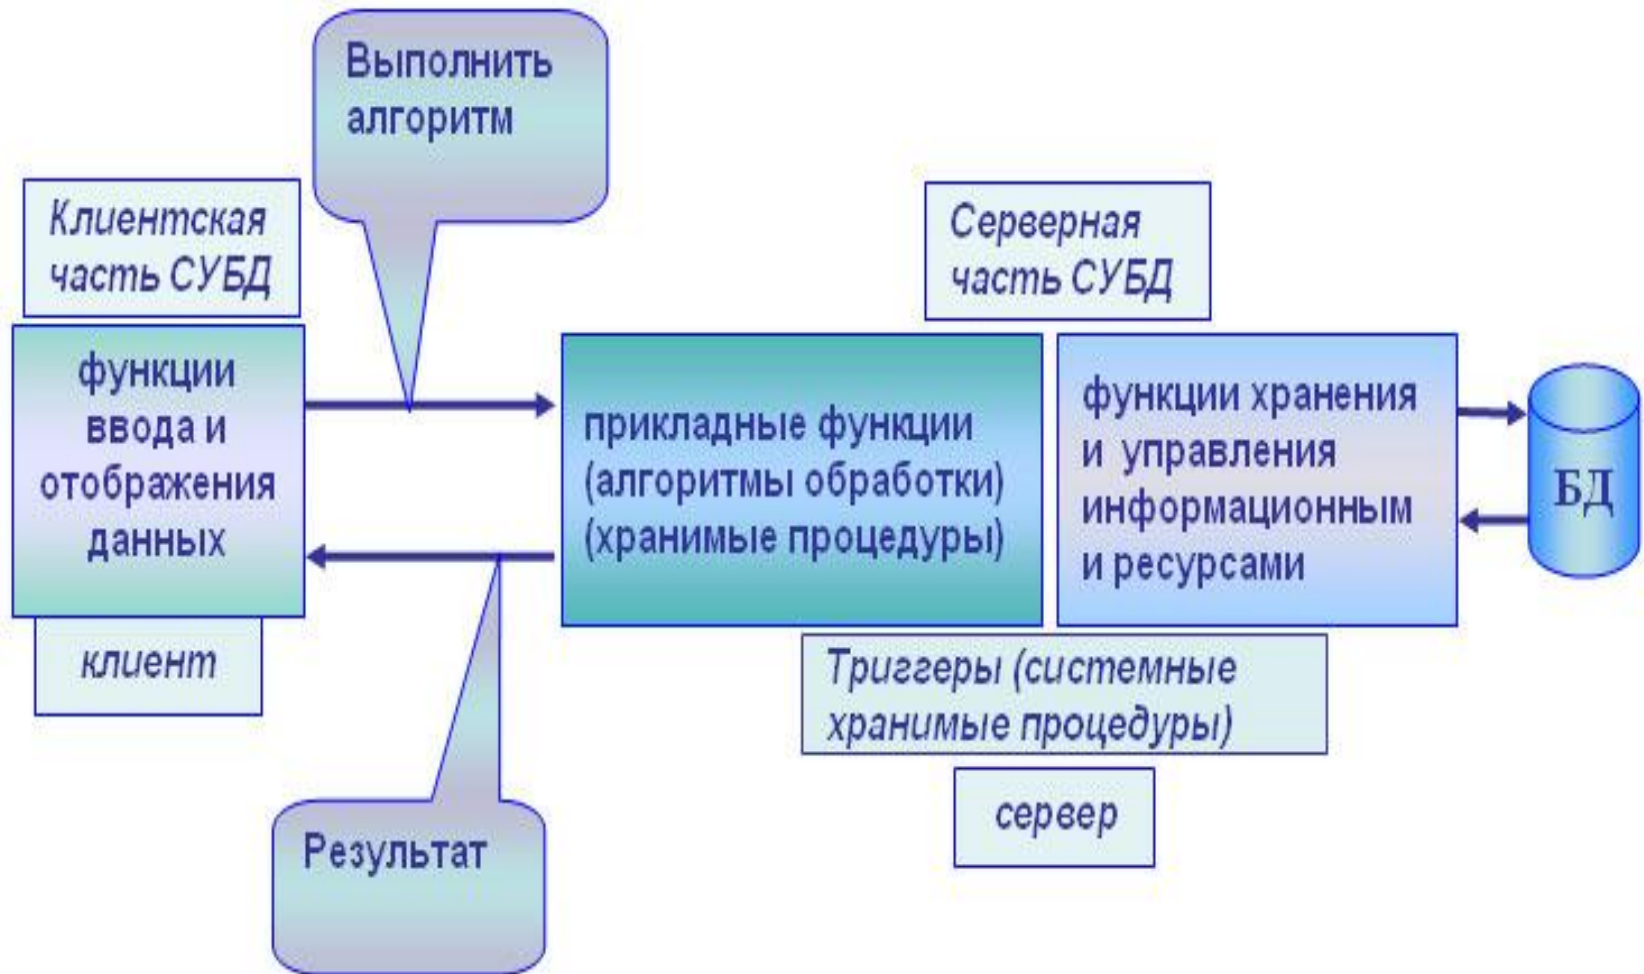 Выполнить
алгоритм
Клиентская
часть СУБД
Серверная
часть СУБД
функции
ввода и
отображения
данных
прикладные функции
(алгоритмы обработки)
(хранимые процедуры)
функции хранения
и управления
информационным
и ресурсами
БД
клиент
Триггеры (системные
хранимые процедуры)
сервер
Результат